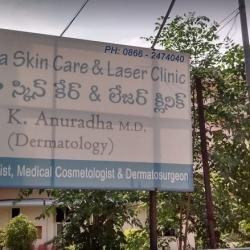 PH: 0866 - 2474040
a Skin Care & Laser Clinic
స్కిన్ కేర్ & లేజర్ క్లినిక్
K. Anuradha M.D.
(Dermatology)
ist, Medical Cosmetologist & Dermatosurgeon